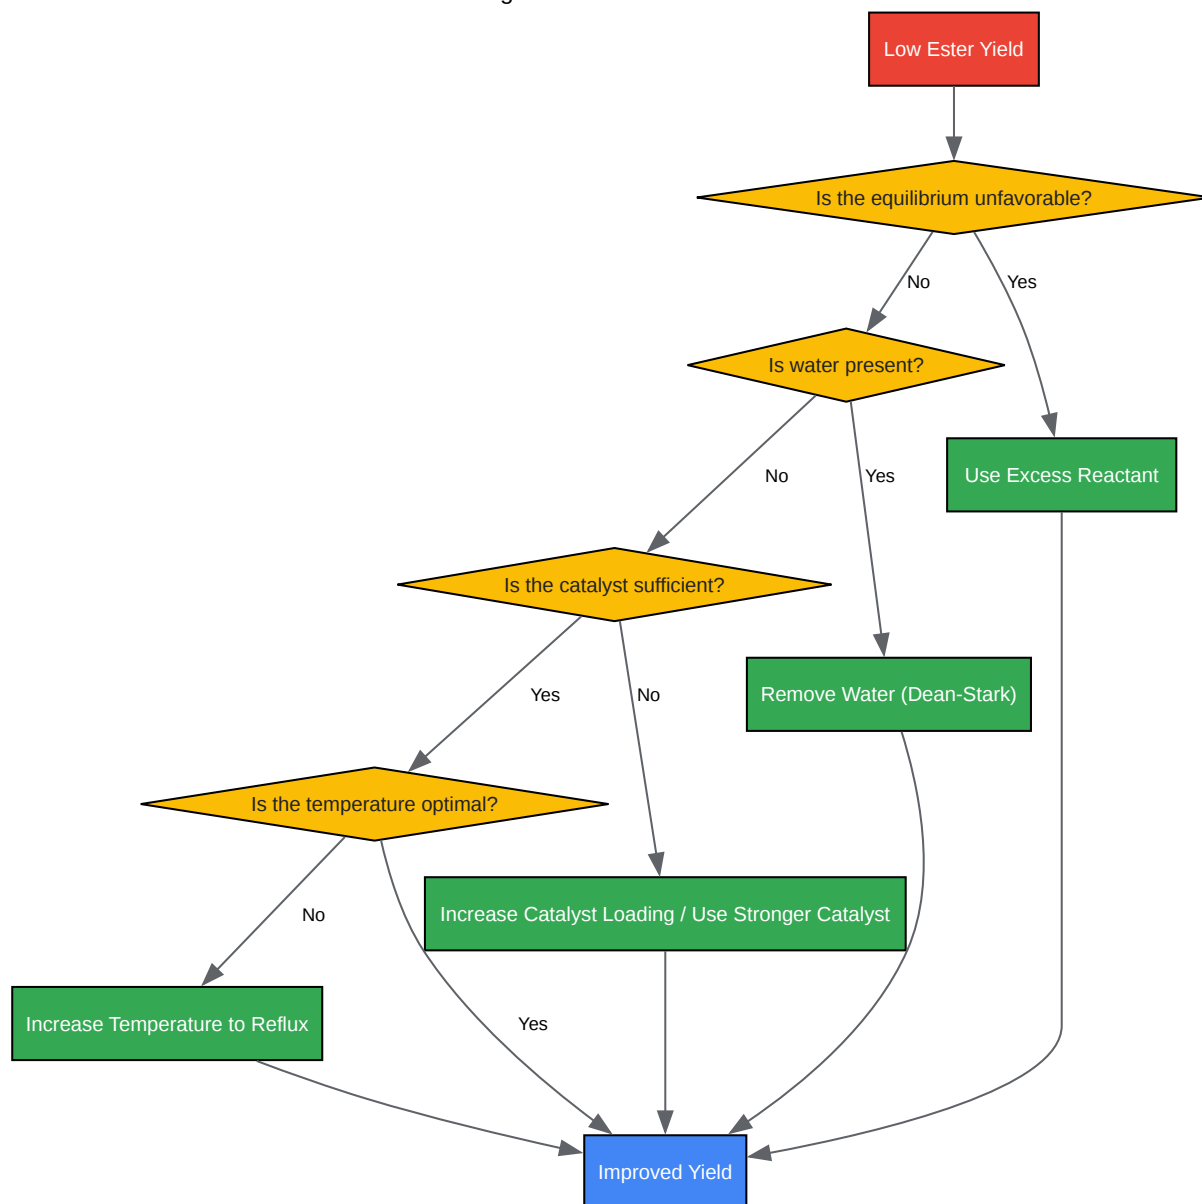 Low Ester Yield
Is the equilibrium unfavorable?
No
Yes
Is water present?
No
Yes
Use Excess Reactant
Is the catalyst sufficient?
Yes
No
Remove Water (Dean-Stark)
Is the temperature optimal?
No
Increase Catalyst Loading / Use Stronger Catalyst
Increase Temperature to Reflux
Yes
Improved Yield